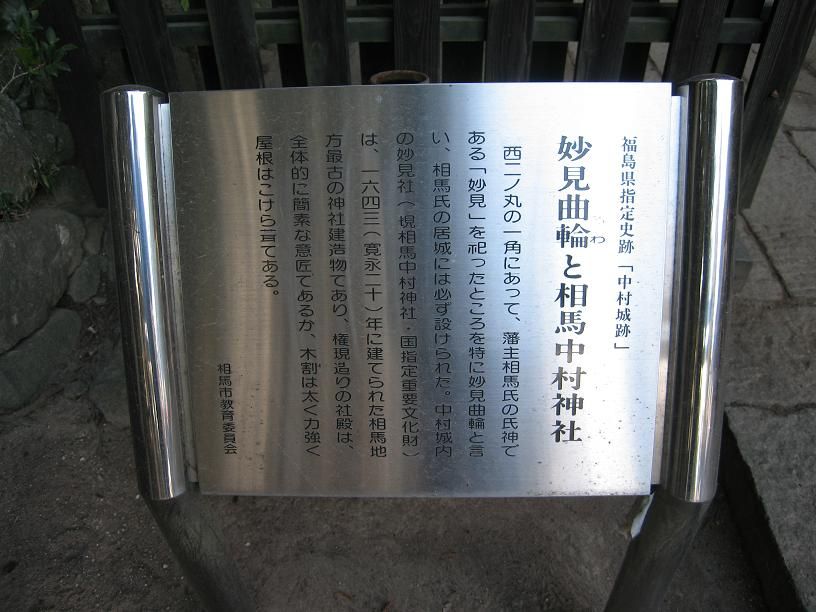 福島県指定史跡「中村城跡」
妙見曲輪と相馬中村神社
わ
西二ノ丸の一角にあって、藩主相馬氏の氏神で
ある「妙見」を祀ったところを特に妙見曲輪と言
い、相馬氏の居城には必ず設けられた。中村城内
の妙見社(現相馬中村神社・国指定重要文化財)
は、一六四三(寛永二十)年に建てられた相馬地
方最古の神社建造物であり、権現造りの社殿は、
全体的に簡素な意匠であるか、木割は太く力強く
屋根はこけら葺である。
相馬市教育委員会